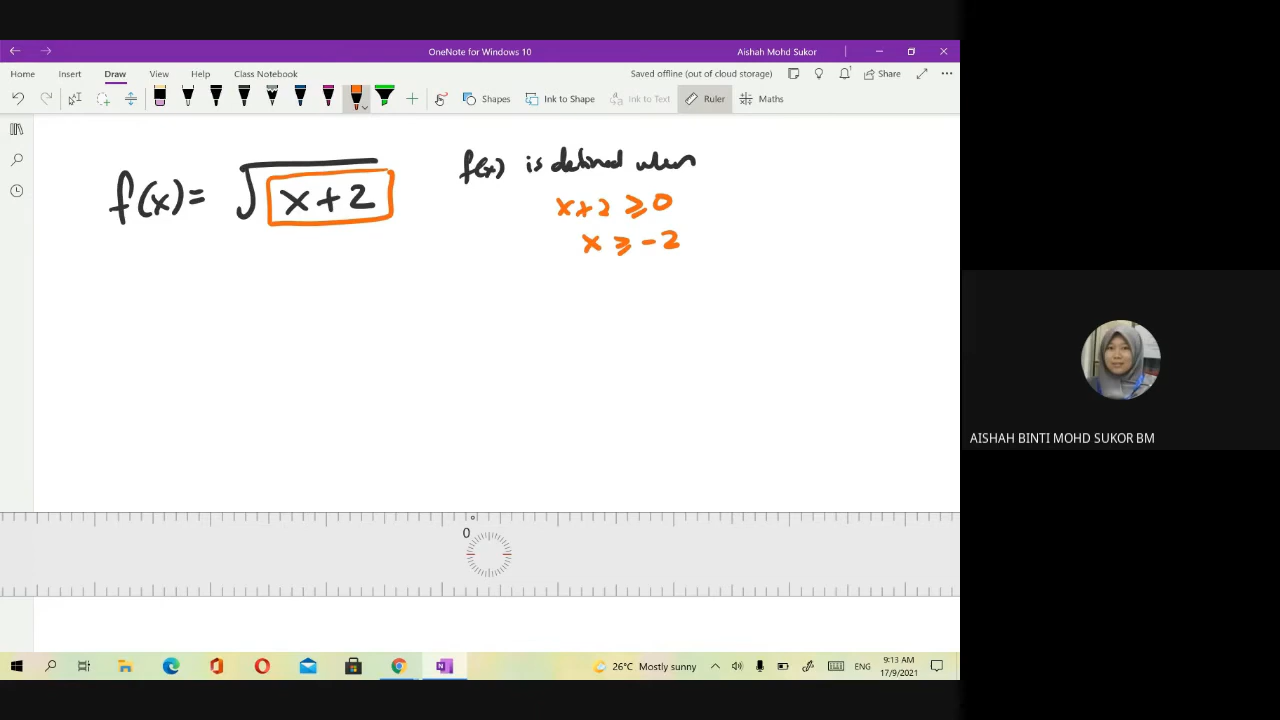 OneNote for Windows 10
Aishah Mohd Sukor
Home Insert Draw View Help Class Notebook
Saved offline (out of cloud storage) Share
Shapes Ink to Shape Ink to Text Ruler Maths
f(x) = √x+2
f(x) is defined when
x+2 ⩾ 0
x ⩾ -2
AISHAH BINTI MOHD SUKOR BM
0
26°C Mostly sunny
ENG
9:13 AM
17/9/2021